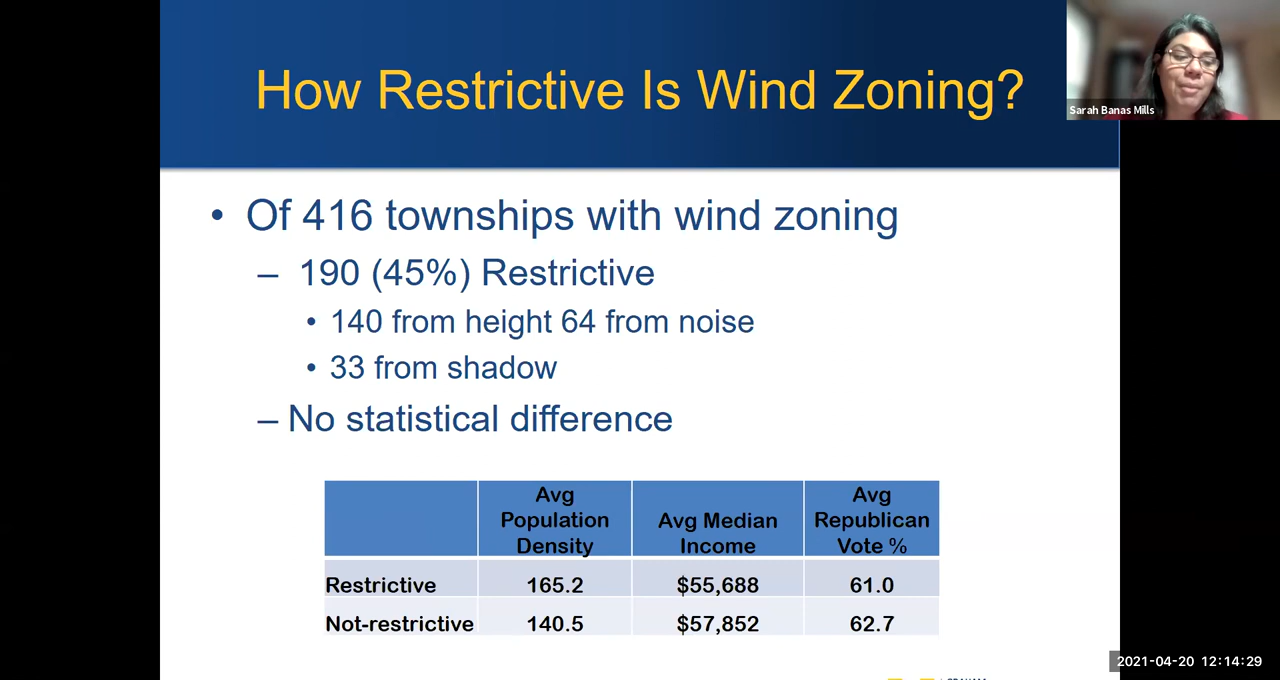 How Restrictive Is Wind Zoning?
Sarah Banas Mills
• Of 416 townships with wind zoning
– 190 (45%) Restrictive
• 140 from height 64 from noise
• 33 from shadow
– No statistical difference
Avg Population Density
Avg Median Income
Avg Republican Vote %
Restrictive 165.2 $55,688 61.0
Not-restrictive 140.5 $57,852 62.7
2021-04-20 12:14:29